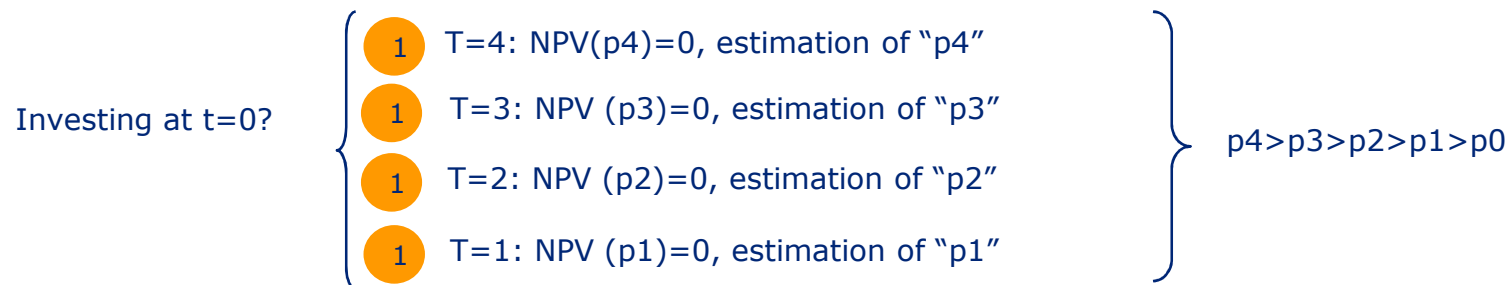 Investing at t=0?
1 T=4: NPV(p4)=0, estimation of “p4”
1 T=3: NPV (p3)=0, estimation of “p3”
1 T=2: NPV (p2)=0, estimation of “p2”
1 T=1: NPV (p1)=0, estimation of “p1”
p4>p3>p2>p1>p0